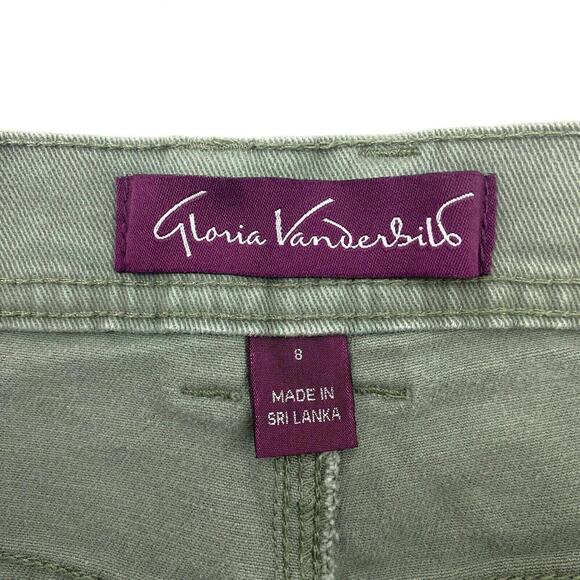 Gloria Vanderbilt
8
MADE IN
SRI LANKA